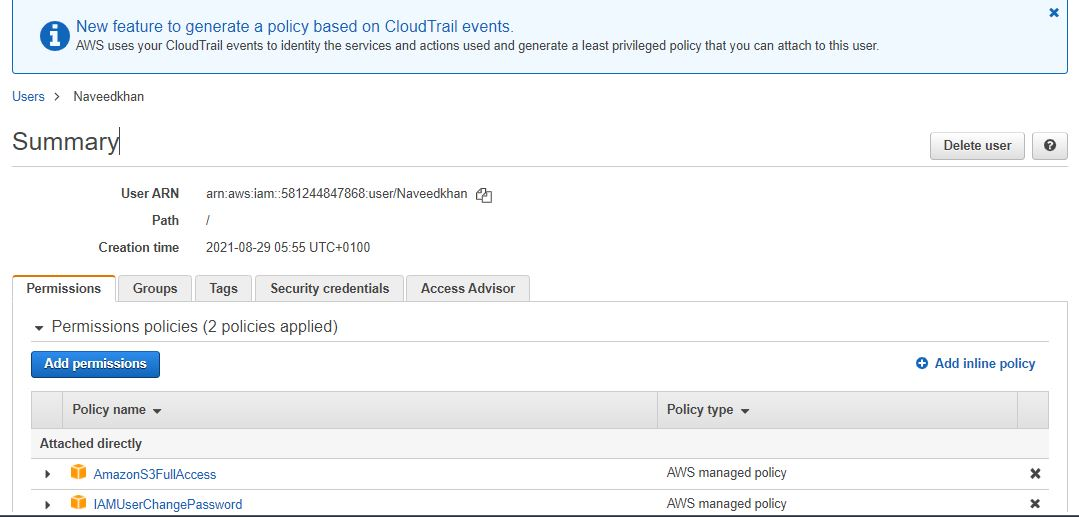 New feature to generate a policy based on CloudTrail events.
AWS uses your CloudTrail events to identity the services and actions used and generate a least privileged policy that you can attach to this user.
Users > Naveedkhan
Summary
Delete user
User ARN arn:aws:iam::581244847868:user/Naveedkhan
Path /
Creation time 2021-08-29 05:55 UTC+0100
Permissions Groups Tags Security credentials Access Advisor
Permissions policies (2 policies applied)
Add permissions Add inline policy
Policy name Policy type
Attached directly
AmazonS3FullAccess AWS managed policy
IAMUserChangePassword AWS managed policy